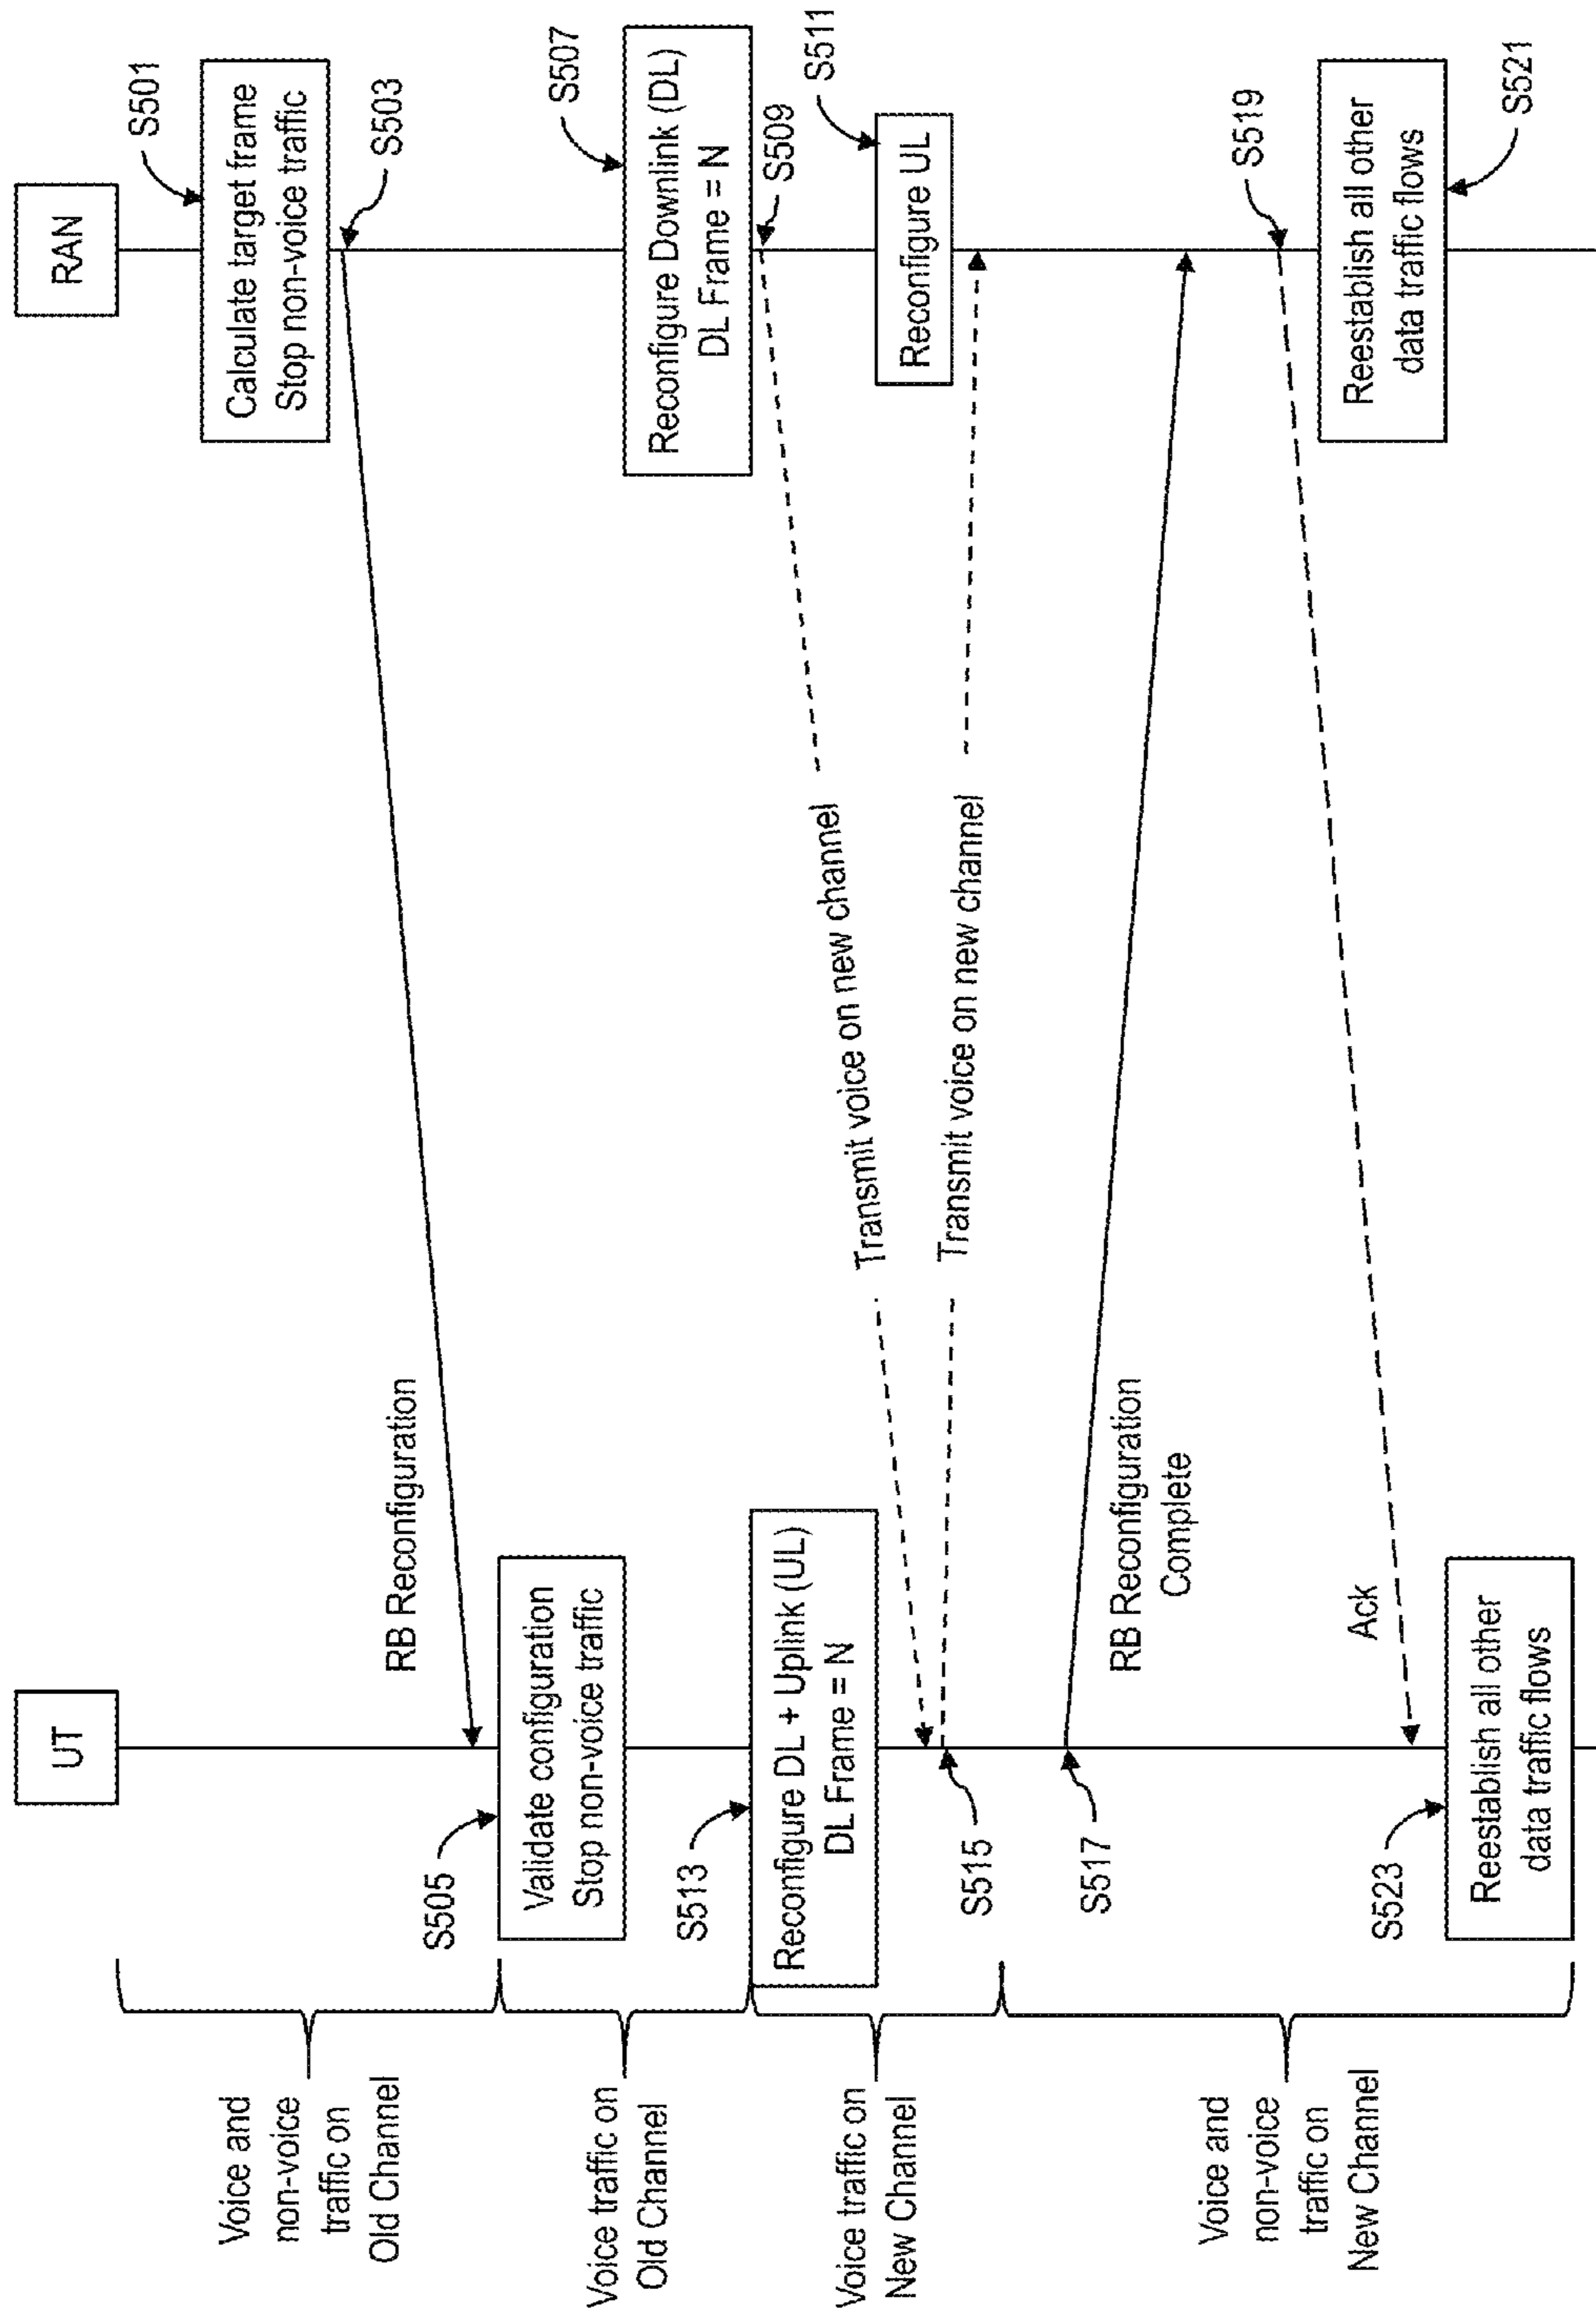 UT
RAN
S501
Calculate target frame
Stop non-voice traffic
S503
RB Reconfiguration
Voice and
non-voice
traffic on
Old Channel
S505
Validate configuration
Stop non-voice traffic
S507
Reconfigure Downlink (DL)
DL Frame = N
Voice traffic on
Old Channel
S509
S513
Reconfigure DL + Uplink (UL)
DL Frame = N
Transmit voice on new channel
S511
Reconfigure UL
Voice traffic on
New Channel
S515
Transmit voice on new channel
S517
RB Reconfiguration
Complete
S519
Ack
Voice and
non-voice
traffic on
New Channel
Reestablish all other
data traffic flows
S521
S523
Reestablish all other
data traffic flows